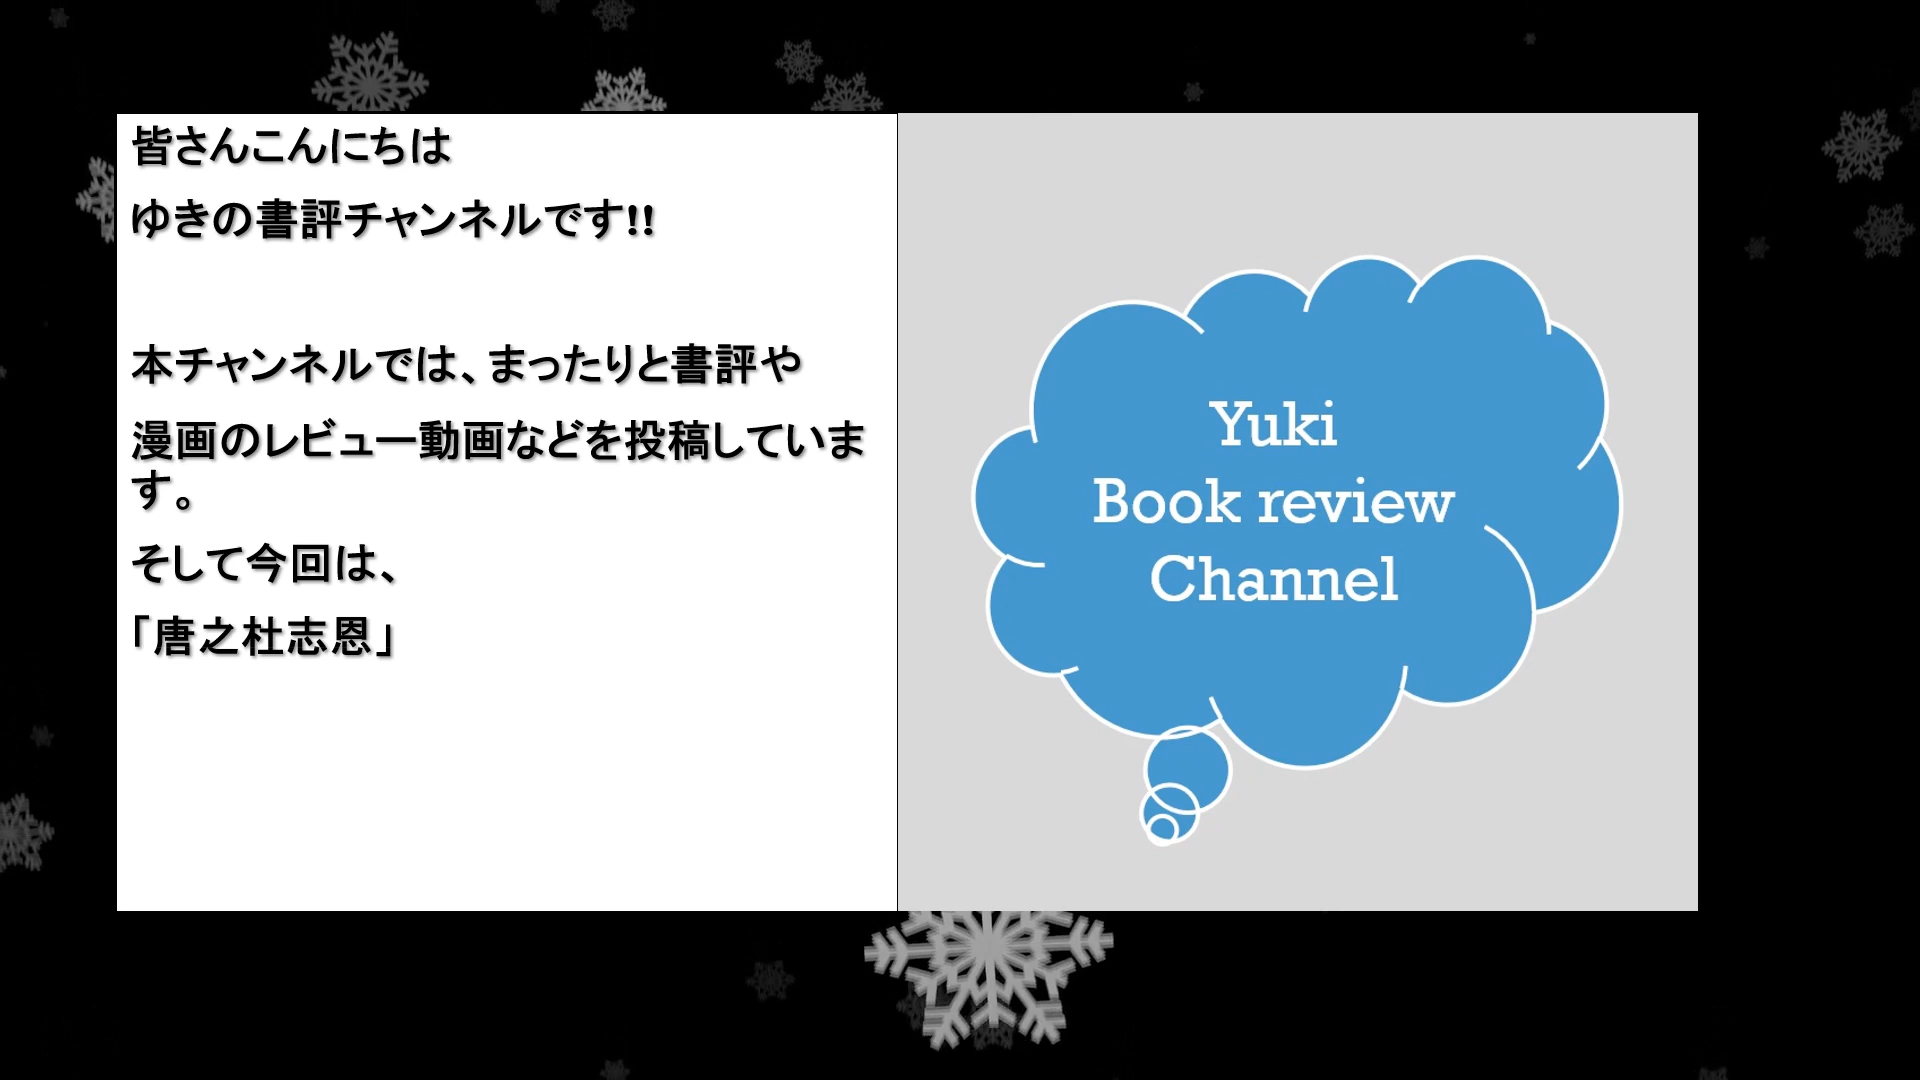 皆さんこんにちは
ゆきの書評チャンネルです!!
本チャンネルでは、まったりと書評や
漫画のレビュー動画などを投稿していま
す。
そして今回は、
「唐之杜志恩」
Yuki
Book review
Channel